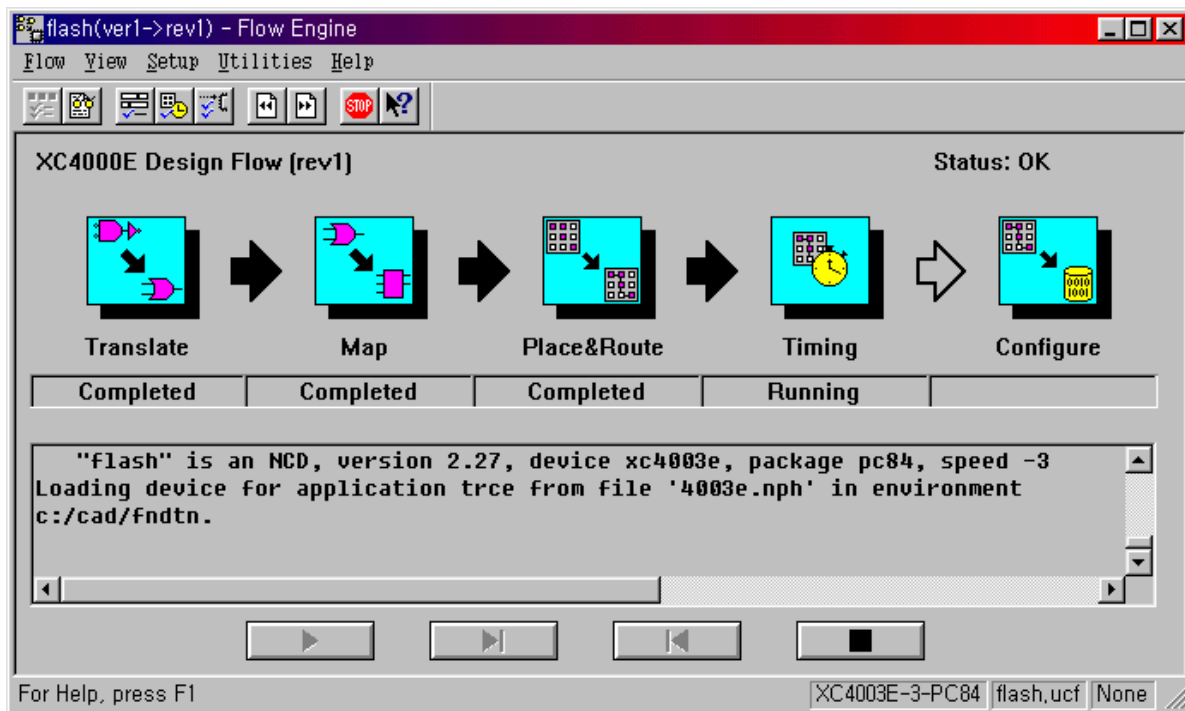 flash(ver1->rev1) - Flow Engine
Flow View Setup Utilities Help
STOP
XC4000E Design Flow (rev1) Status: OK
0010
1001
Translate Map Place&Route Timing Configure
Completed Completed Completed Running
"flash" is an NCD, version 2.27, device xc4003e, package pc84, speed -3
Loading device for application trce from file '4003e.nph' in environment
c:/cad/fndtn.
For Help, press F1 XC4003E-3-PC84 flash,ucf None